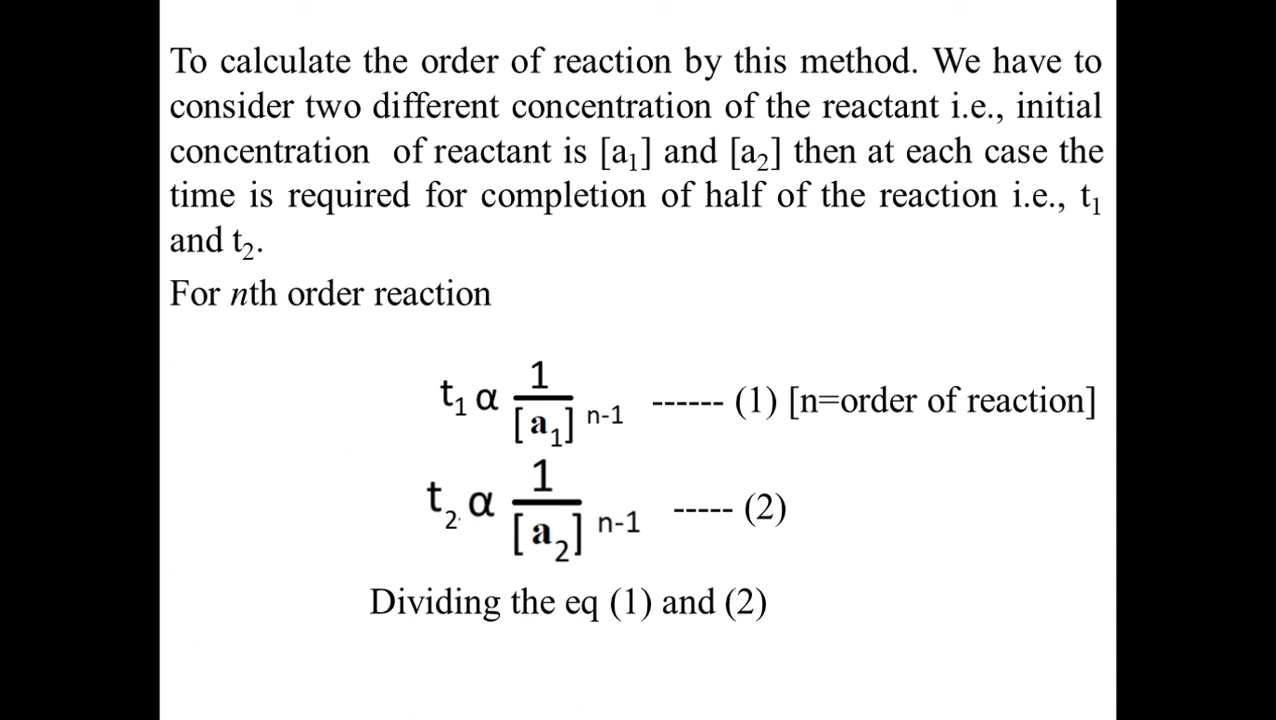 To calculate the order of reaction by this method. We have to
consider two different concentration of the reactant i.e., initial
concentration of reactant is [a₁] and [a₂] then at each case the
time is required for completion of half of the reaction i.e., t₁
and t₂.
For nth order reaction
t₁ α 1/[a₁] ⁿ⁻¹ ------ (1) [n=order of reaction]
t₂ α 1/[a₂] ⁿ⁻¹ ----- (2)
Dividing the eq (1) and (2)